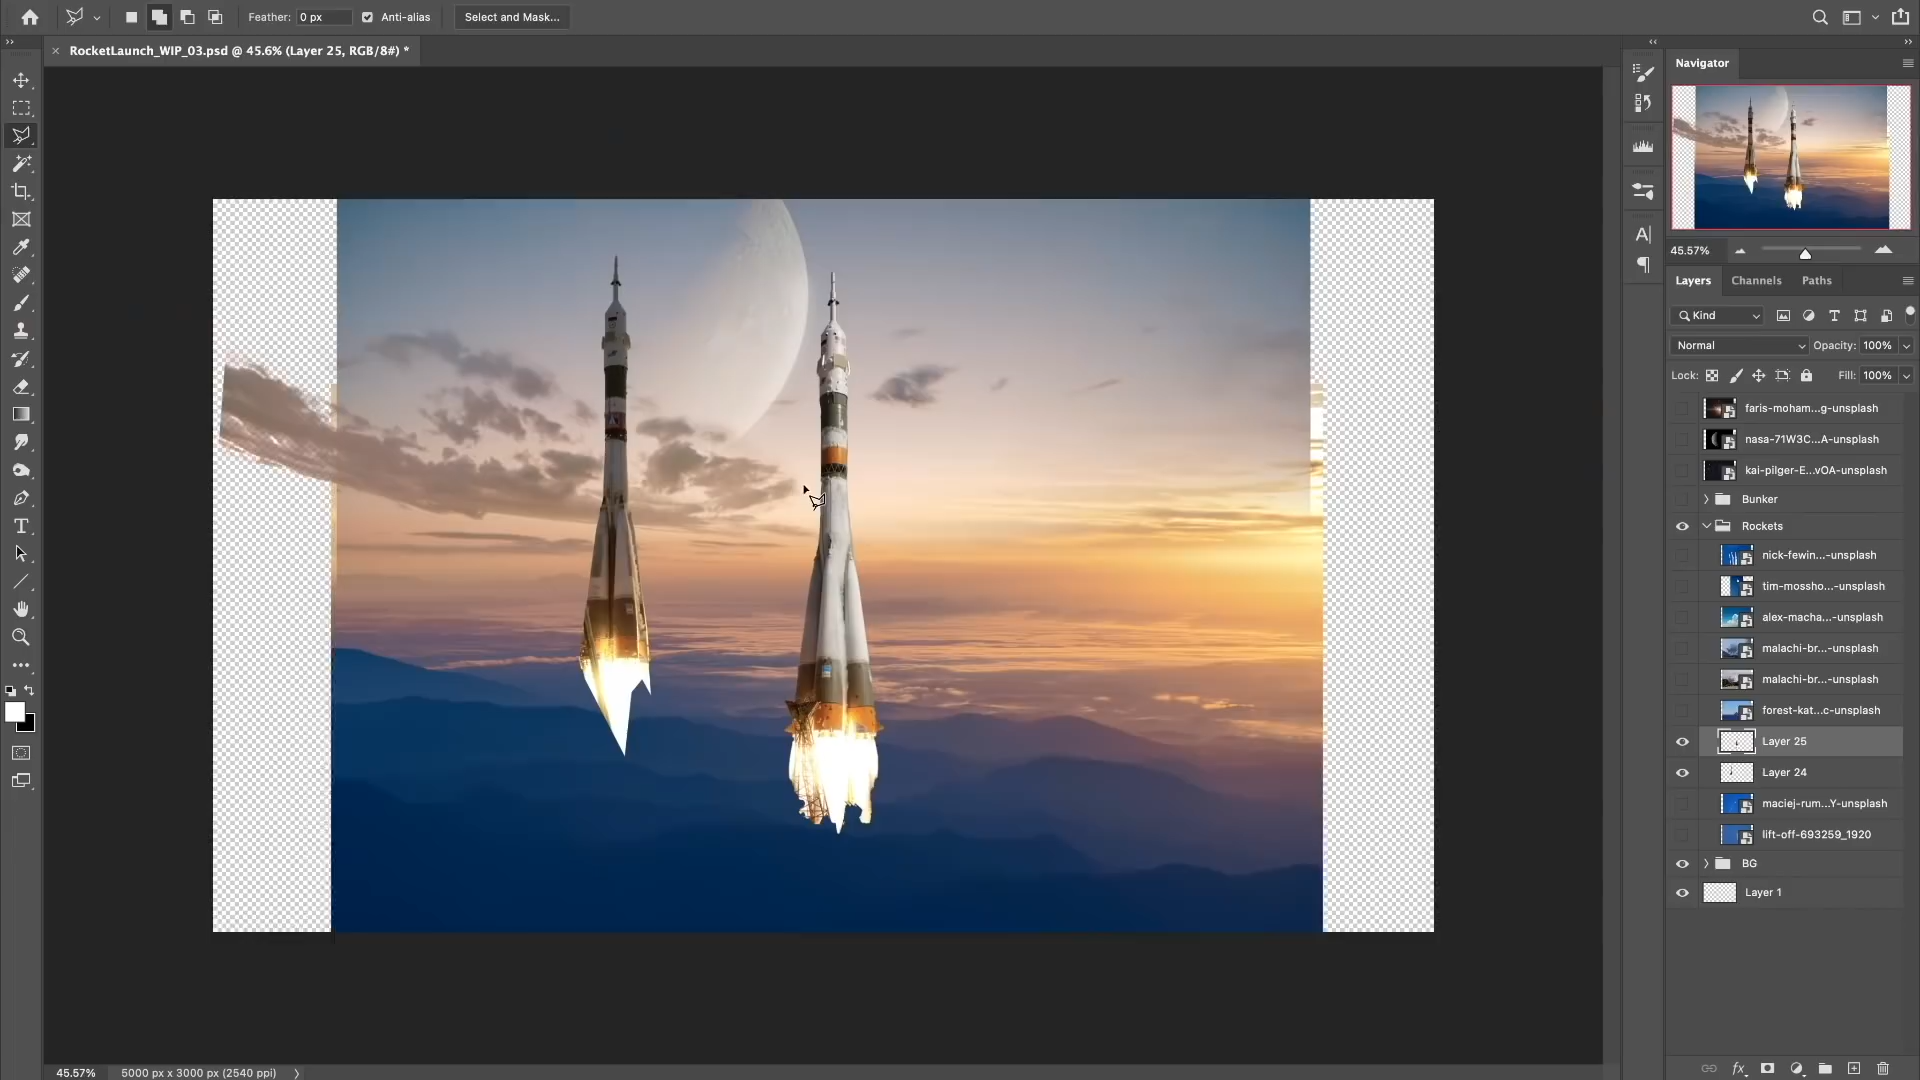 Feather: 0 px Anti-alias Select and Mask...
RocketLaunch_WIP_03.psd @ 45.6% (Layer 25, RGB/8#) *
Navigator
45.57%
Layers Channels Paths
Kind
Normal Opacity: 100%
Lock: Fill: 100%
faris-moham...g-unsplash
nasa-71W3C...A-unsplash
kai-pilger-E...vOA-unsplash
Bunker
Rockets
nick-fewin...-unsplash
tim-mossho...-unsplash
alex-macha...-unsplash
malachi-br...-unsplash
malachi-br...-unsplash
forest-kat...c-unsplash
Layer 25
Layer 24
maciej-rum...Y-unsplash
lift-off-693259_1920
BG
Layer 1
45.57% 5000 px x 3000 px (2540 ppi)